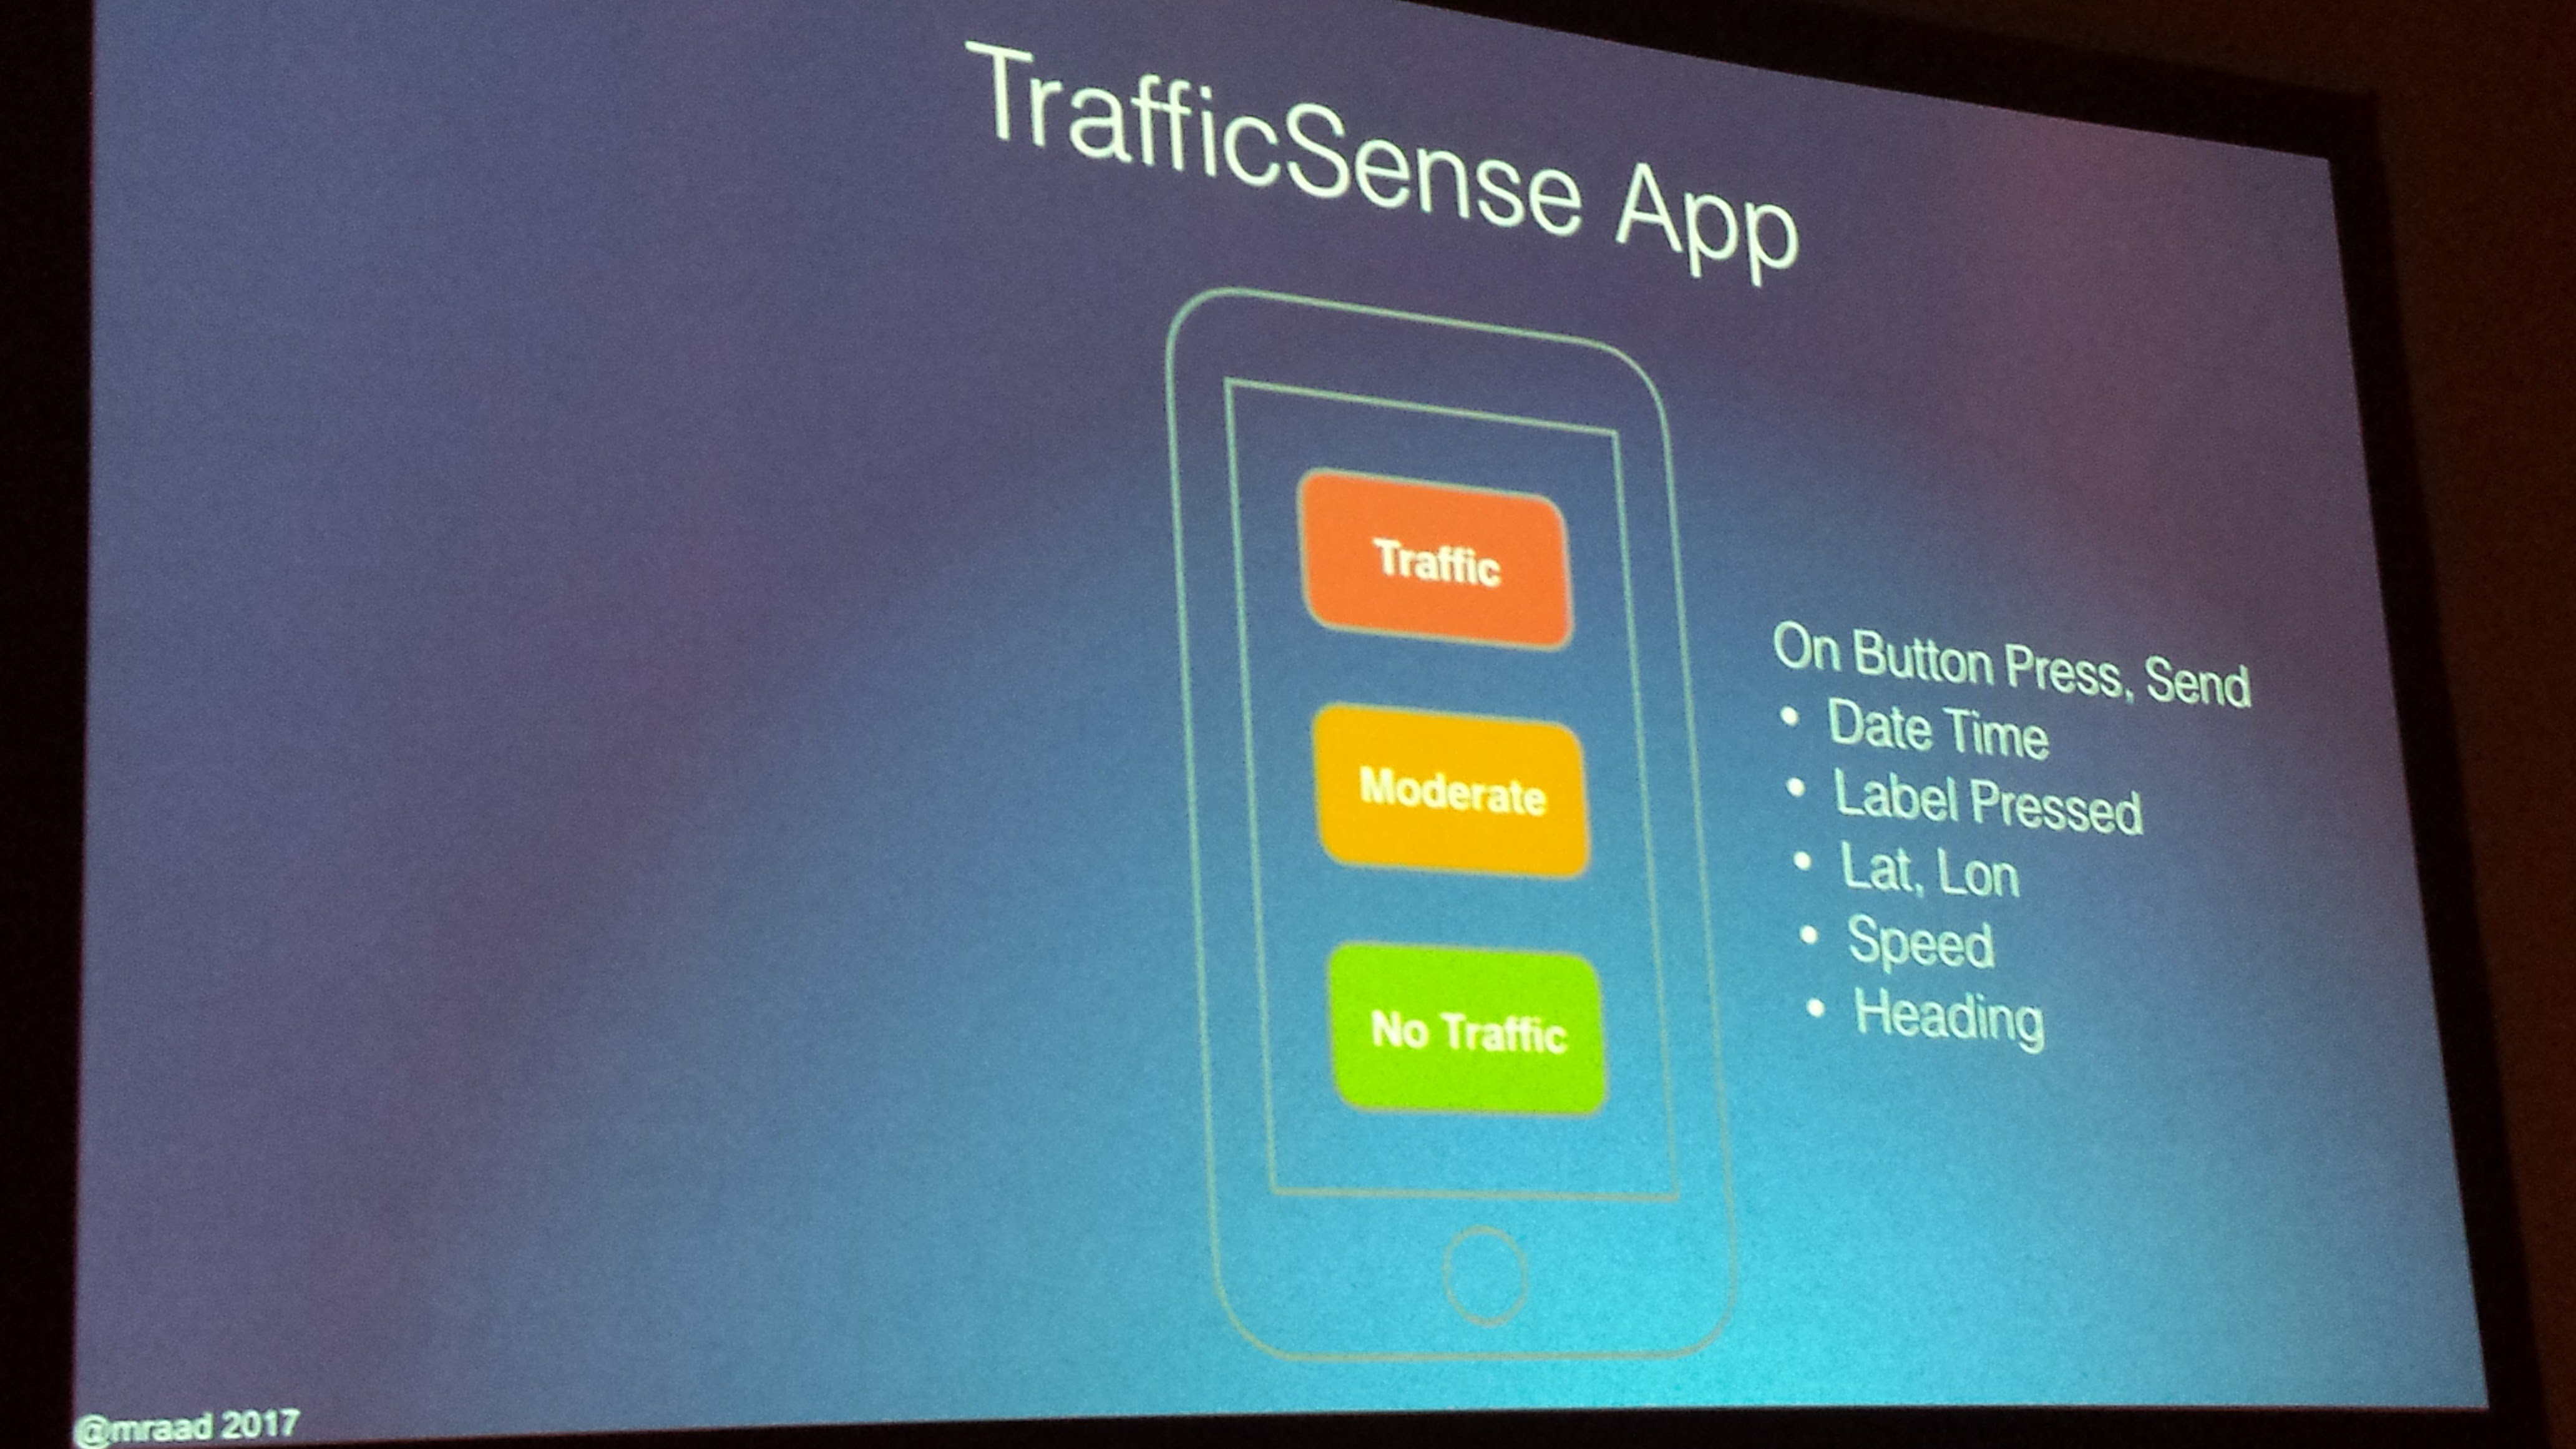 TrafficSense App
Traffic
Moderate
No Traffic
On Button Press, Send
• Date Time
• Label Pressed
• Lat, Lon
• Speed
• Heading
@mraad 2017